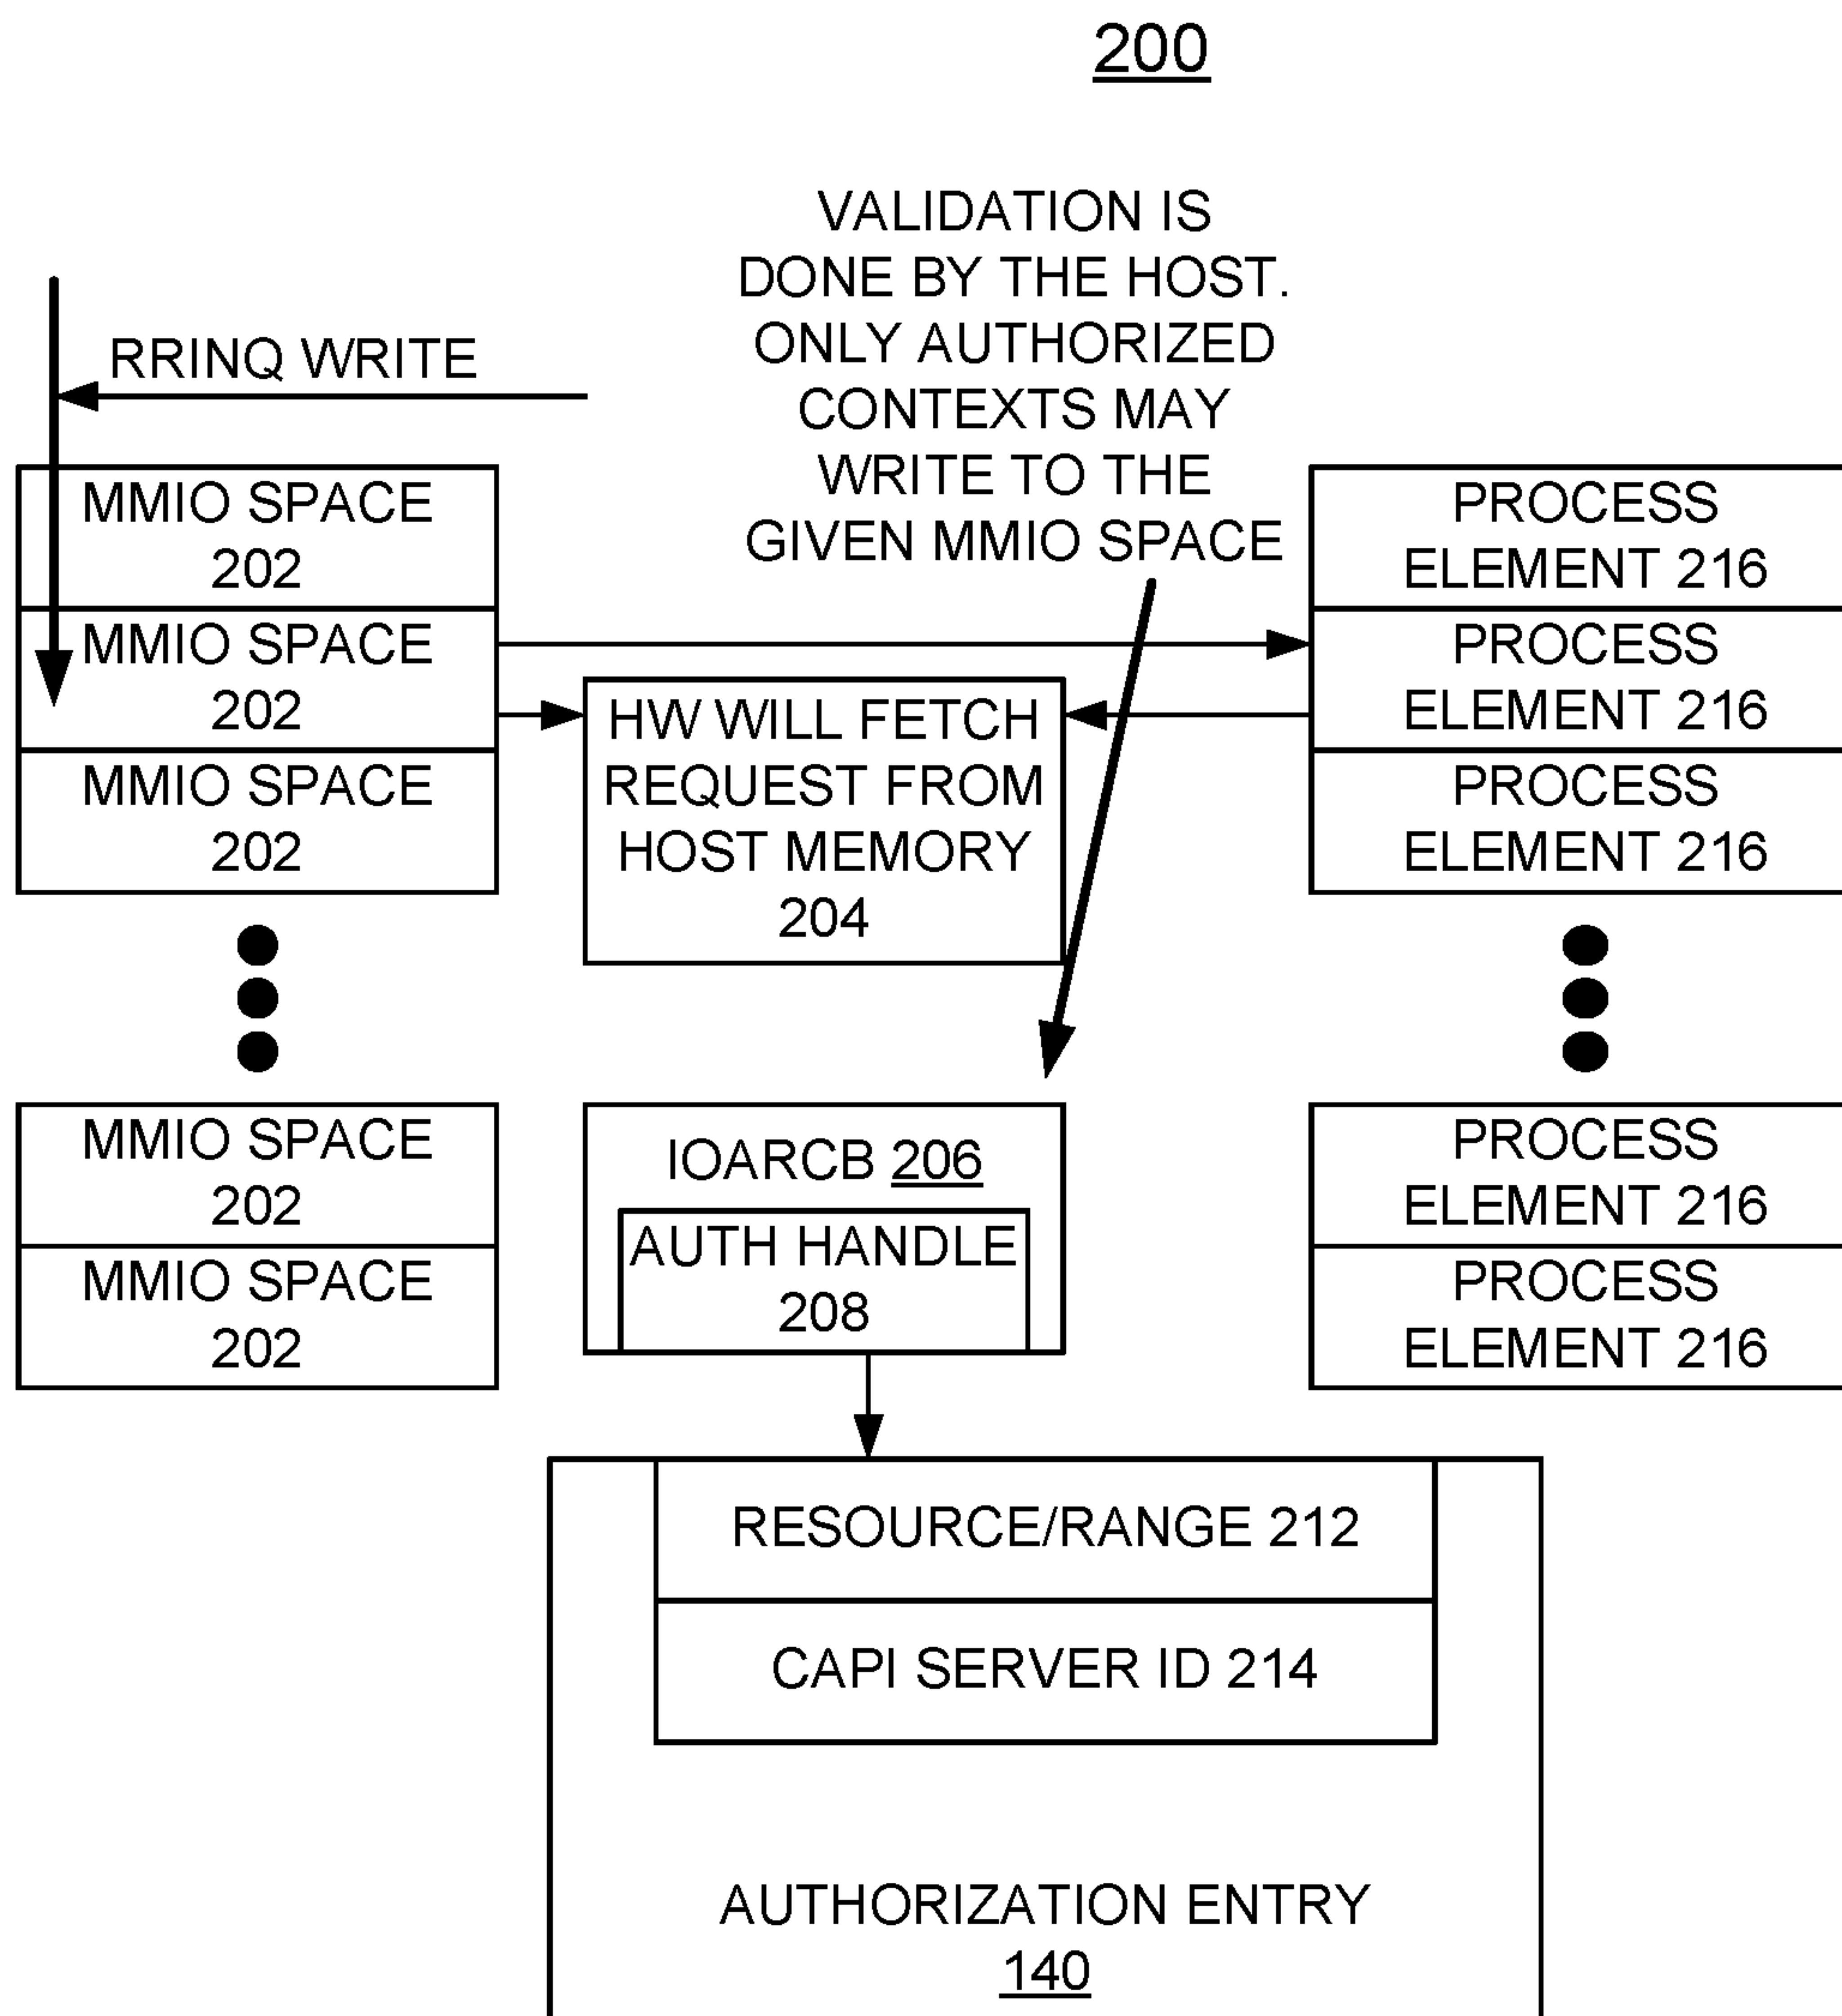 200
VALIDATION IS
DONE BY THE HOST.
ONLY AUTHORIZED
CONTEXTS MAY
WRITE TO THE
GIVEN MMIO SPACE
RRINQ WRITE
MMIO SPACE
202
MMIO SPACE
202
MMIO SPACE
202
MMIO SPACE
202
MMIO SPACE
202
HW WILL FETCH
REQUEST FROM
HOST MEMORY
204
IOARCB 206
AUTH HANDLE
208
PROCESS
ELEMENT 216
PROCESS
ELEMENT 216
PROCESS
ELEMENT 216
PROCESS
ELEMENT 216
PROCESS
ELEMENT 216
RESOURCE/RANGE 212
CAPI SERVER ID 214
AUTHORIZATION ENTRY
140